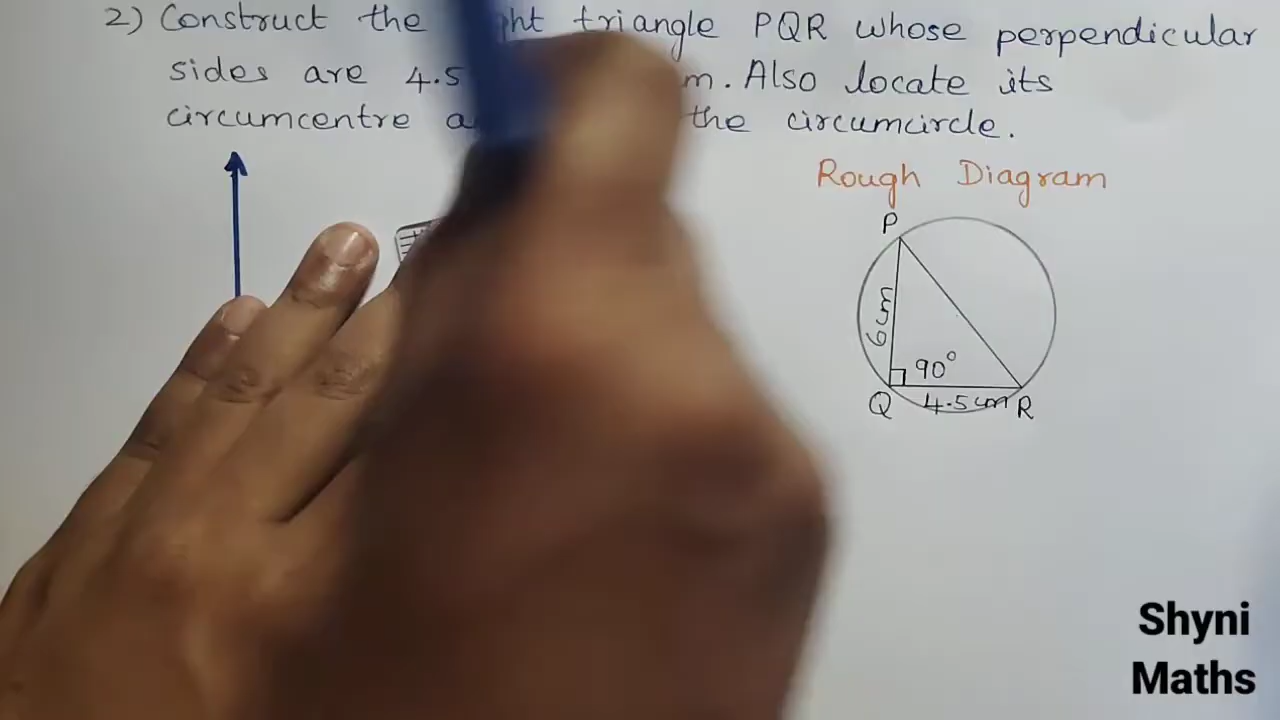 2) Construct the triangle PQR whose perpendicular
sides are 4.5 m. Also locate its
circumcentre the circumcircle.
Rough Diagram
P
6cm
90°
Q 4.5cm R
Shyni
Maths